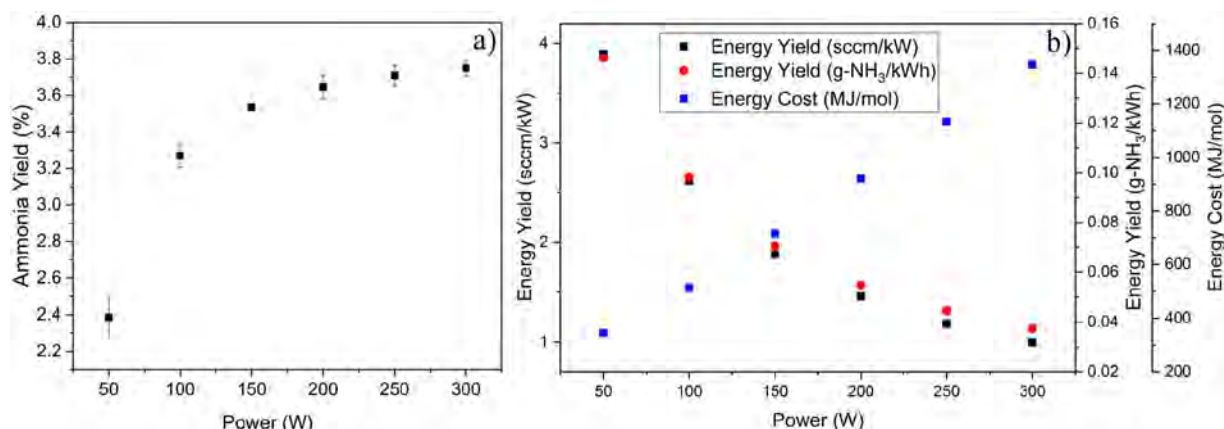 a)
4.0
3.8
3.6
3.4
3.2
3.0
2.8
2.6
2.4
2.2
Ammonia Yield (%)
50 100 150 200 250 300
Power (W)
b)
Energy Yield (sccm/kW)
Energy Yield (g-NH₃/kWh)
Energy Cost (MJ/mol)
4
3
2
1
Energy Yield (sccm/kW)
50 100 150 200 250 300
Power (W)
0.16
0.14
0.12
0.10
0.08
0.06
0.04
0.02
Energy Yield (g-NH₃/kWh)
1400
1200
1000
800
600
400
200
Energy Cost (MJ/mol)